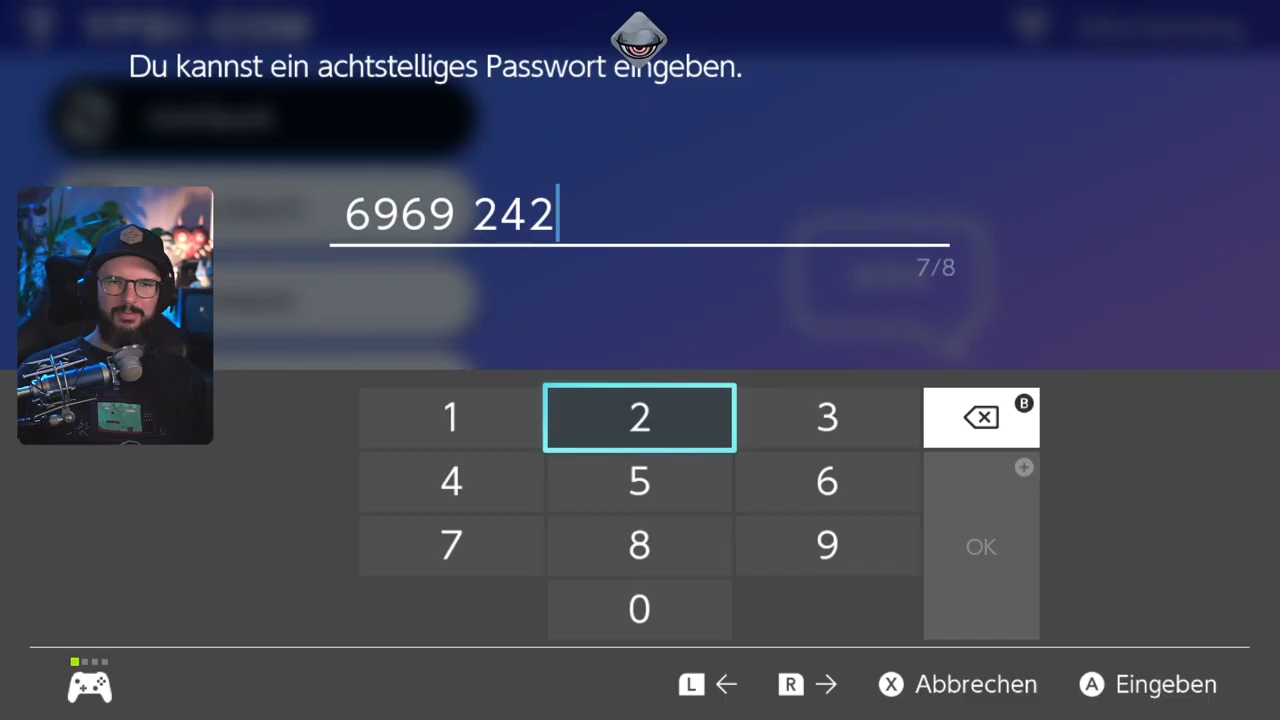 Du kannst ein achtstelliges Passwort eingeben.
6969 242
7/8
1 2 3 B
4 5 6 +
7 8 9 OK
0
L ← R → X Abbrechen A Eingeben